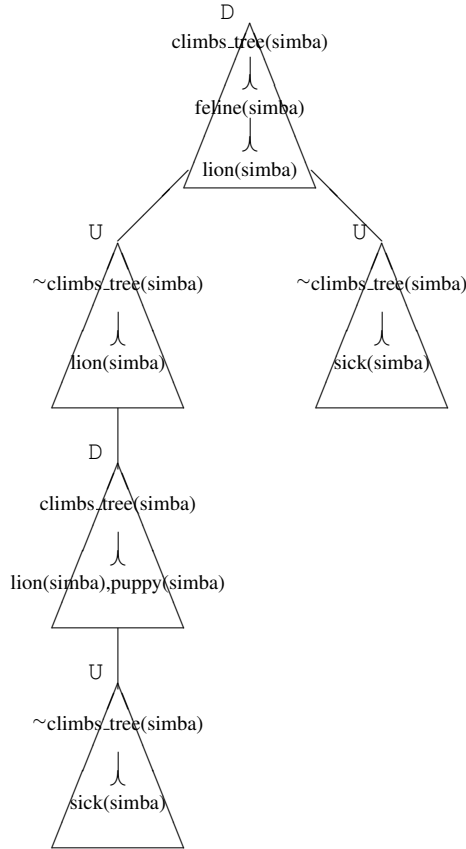 D
climbs_tree(simba)
feline(simba)
lion(simba)
U
U
~climbs_tree(simba)
~climbs_tree(simba)
lion(simba)
sick(simba)
D
climbs_tree(simba)
lion(simba),puppy(simba)
U
~climbs_tree(simba)
sick(simba)